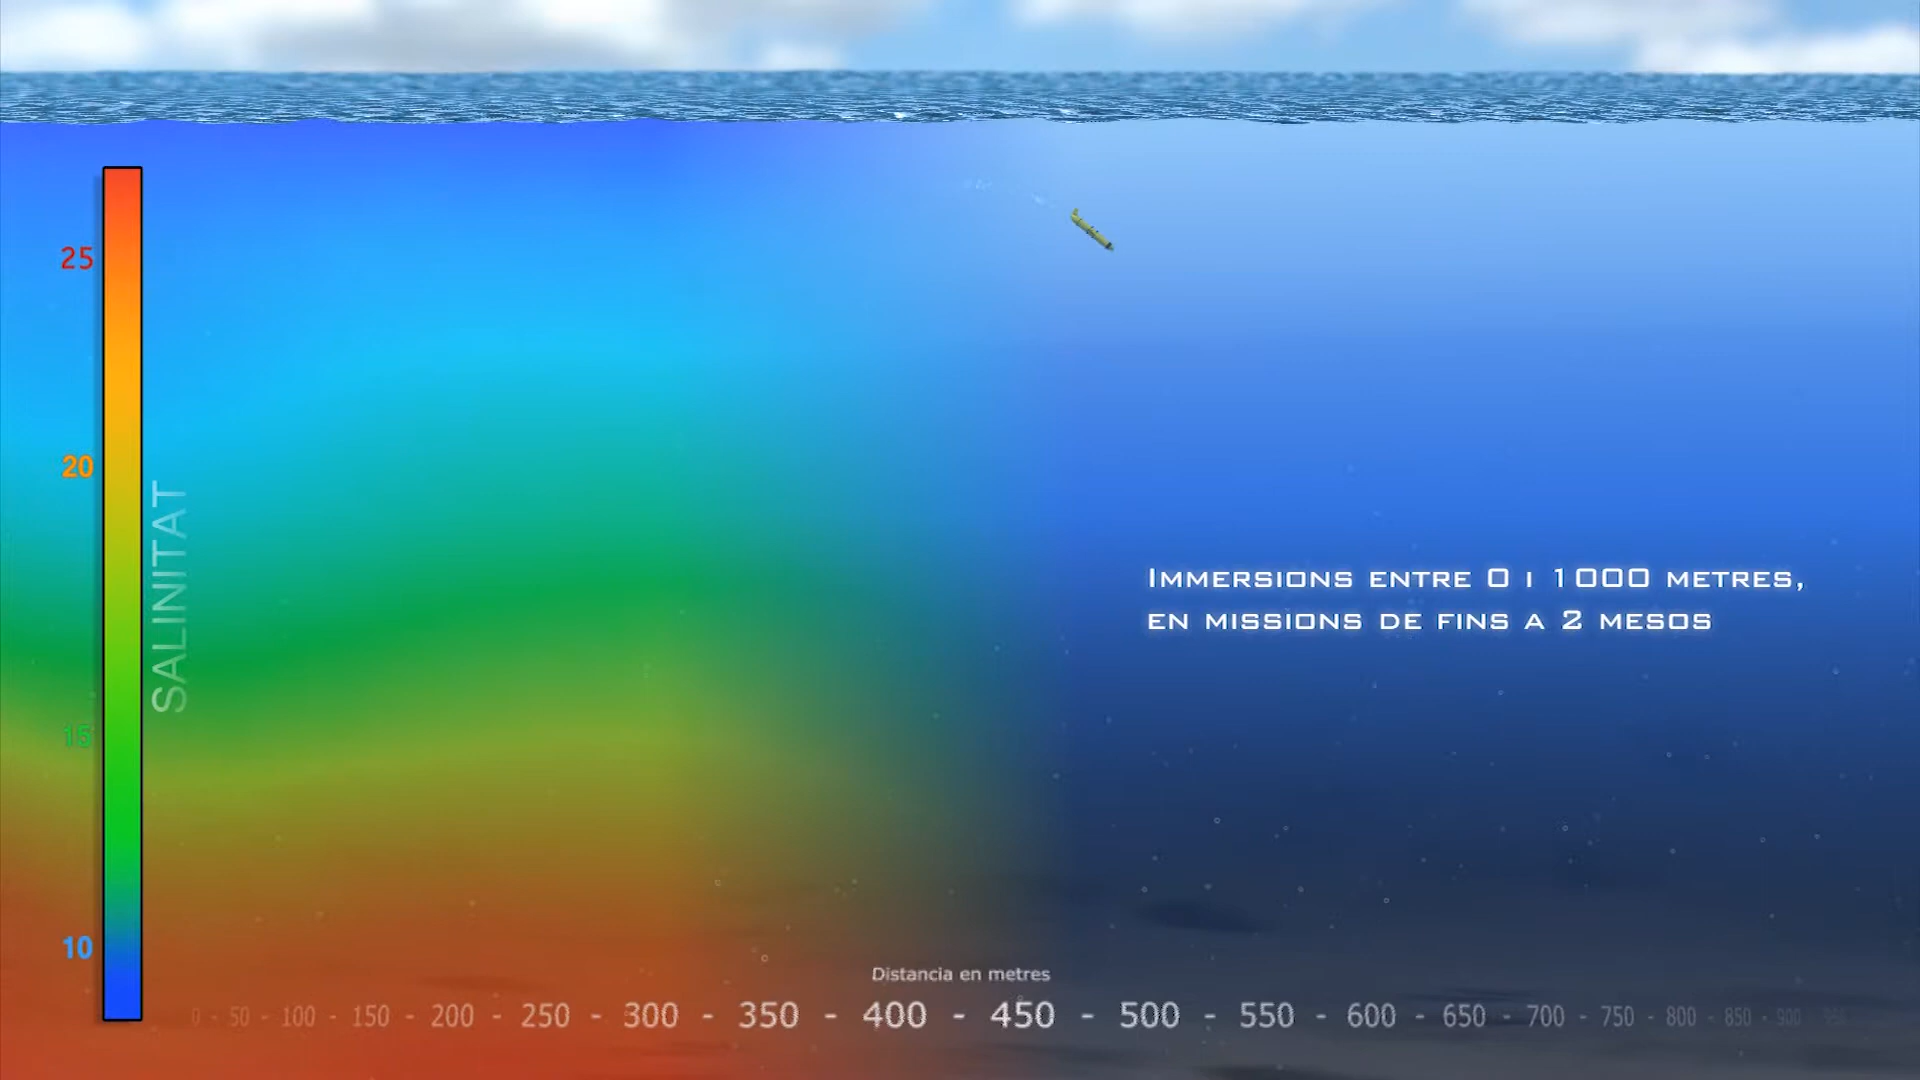 25
20
SALINITAT
15
10
IMMERSIONS ENTRE 0 I 1000 METRES,
EN MISSIONS DE FINS A 2 MESOS
Distancia en metres
0 - 50 - 100 - 150 - 200 - 250 - 300 - 350 - 400 - 450 - 500 - 550 - 600 - 650 - 700 - 750 - 800 - 850 - 900